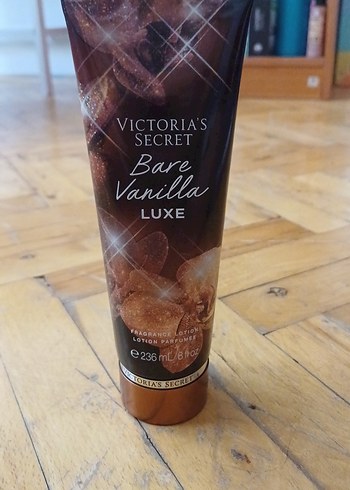 VICTORIA'S
SECRET
Bare
Vanilla
LUXE
FRAGRANCE LOTION
LOTION PARFUMÉE
e 236 mL/8 fl oz
VICTORIA'S SECRET